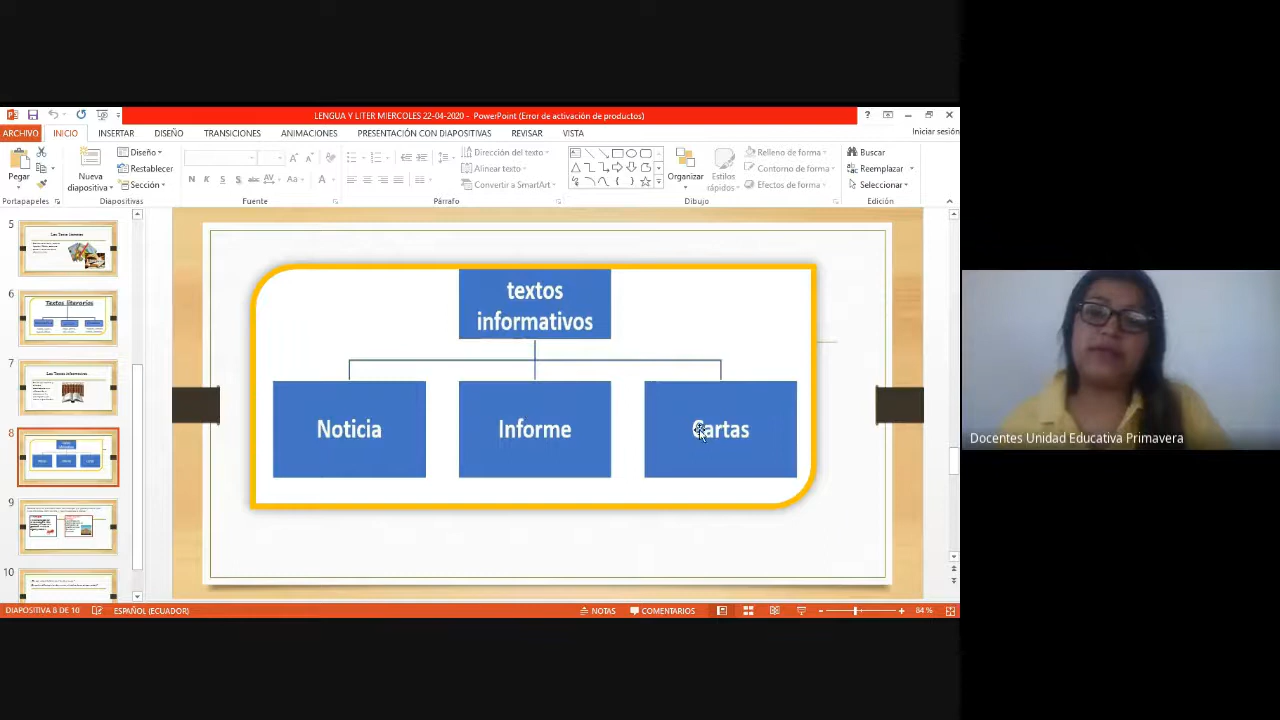 LENGUA Y LITER MIERCOLES 22-04-2020 - PowerPoint (Error de activación de productos)
ARCHIVO INICIO INSERTAR DISEÑO TRANSICIONES ANIMACIONES PRESENTACIÓN CON DIAPOSITIVAS REVISAR VISTA Iniciar sesión
Pegar
Nueva diapositiva
Diseño
Restablecer
Sección
N K S S abc AV Aa A
Dirección del texto
Alinear texto
Convertir a SmartArt
Organizar
Estilos rápidos
Relleno de forma
Contorno de forma
Efectos de forma
Buscar
Reemplazar
Seleccionar
Portapapeles Diapositivas Fuente Párrafo Dibujo Edición
5
6
Textos literarios
7
Los Textos informativos
8
9
10
textos
informativos
Noticia Informe Cartas
Docentes Unidad Educativa Primavera
DIAPOSITIVA 8 DE 10 ESPAÑOL (ECUADOR) NOTAS COMENTARIOS 84 %